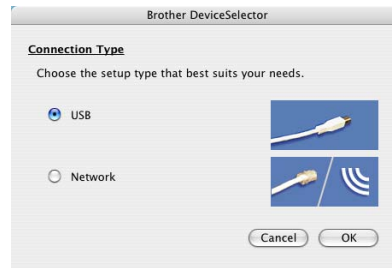 Brother DeviceSelector
Connection Type
Choose the setup type that best suits your needs.
USB
Network
Cancel OK